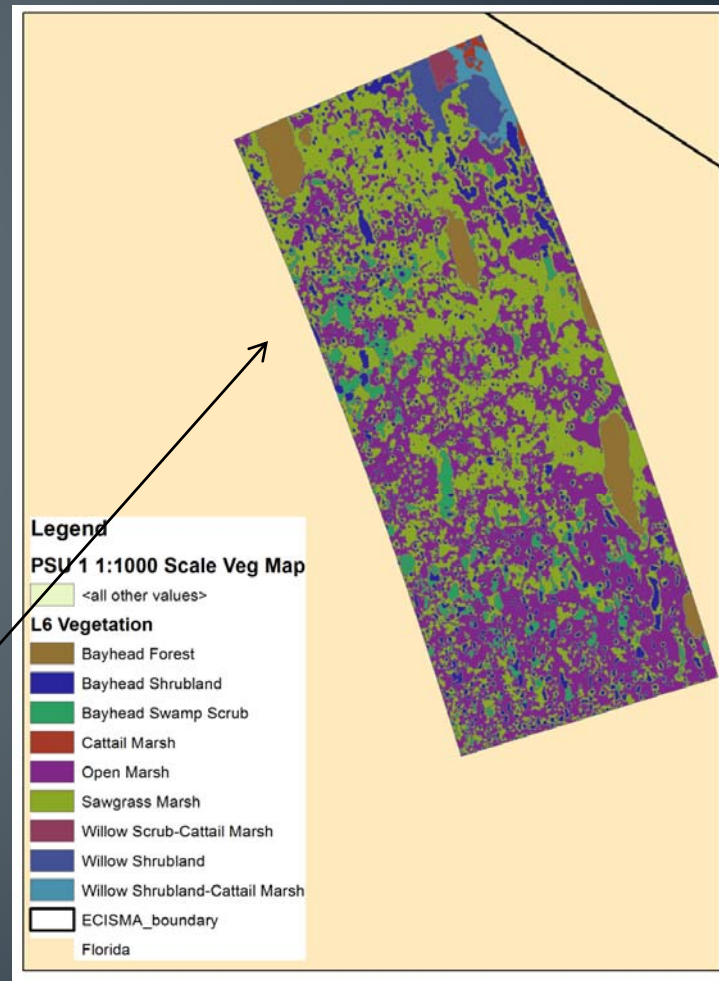 Legend
PSU 1 1:1000 Scale Veg Map
<all other values>
L6 Vegetation
Bayhead Forest
Bayhead Shrubland
Bayhead Swamp Scrub
Cattail Marsh
Open Marsh
Sawgrass Marsh
Willow Scrub-Cattail Marsh
Willow Shrubland
Willow Shrubland-Cattail Marsh
ECISMA_boundary
Florida